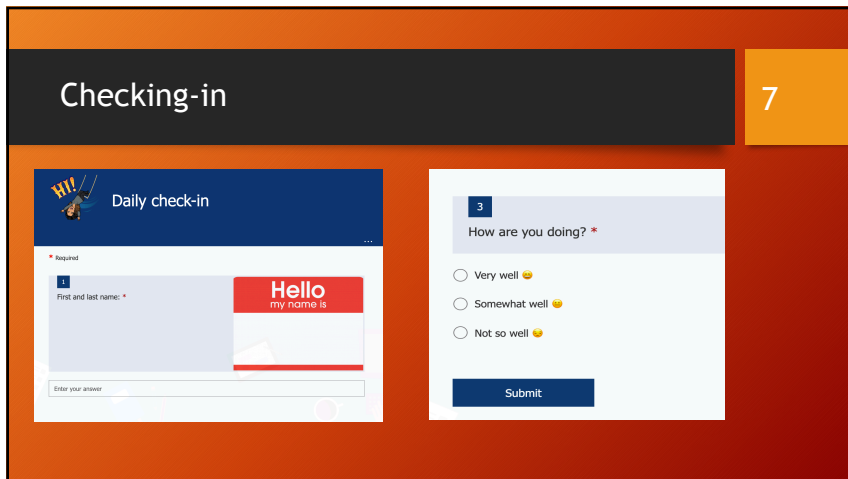 Checking-in
7
HI!
Daily check-in
...
* Required
1
First and last name: *
Hello
my name is
Enter your answer
3
How are you doing? *
Very well 😄
Somewhat well 😊
Not so well 😔
Submit